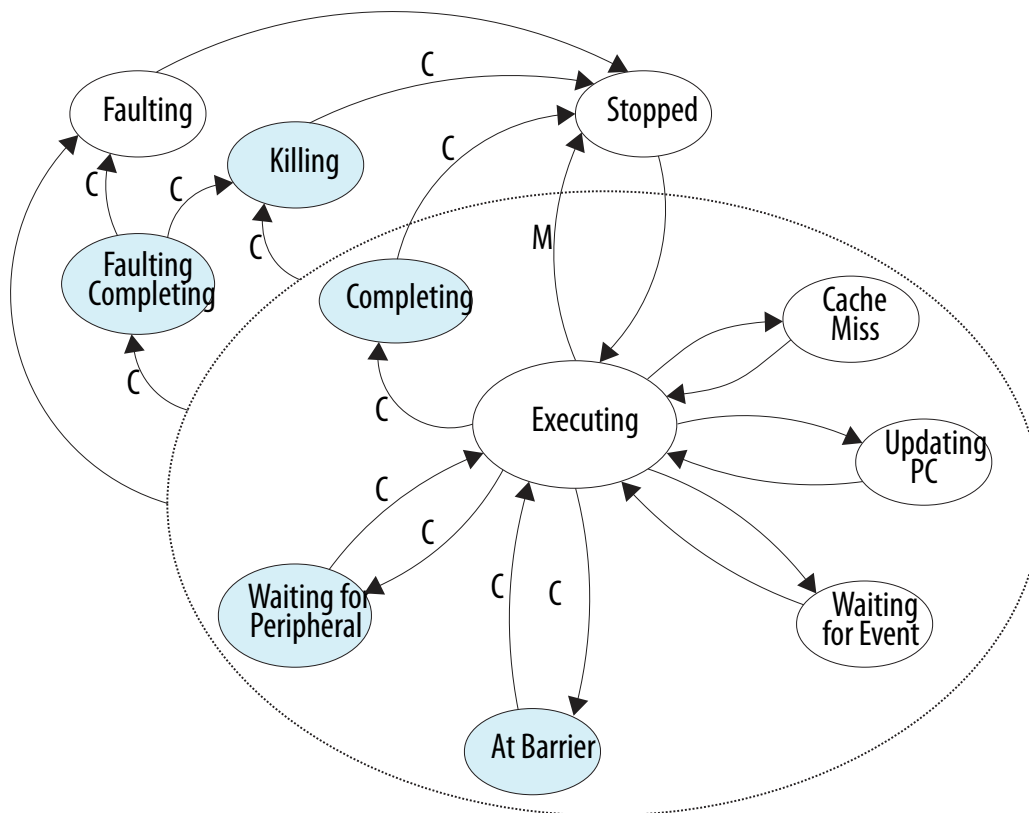 C
Faulting
Stopped
Killing
C
C
C
M
C
Faulting
Completing
Completing
Cache
Miss
C
C
Executing
Updating
PC
C
C
C
C
Waiting for
Peripheral
Waiting
for Event
At Barrier